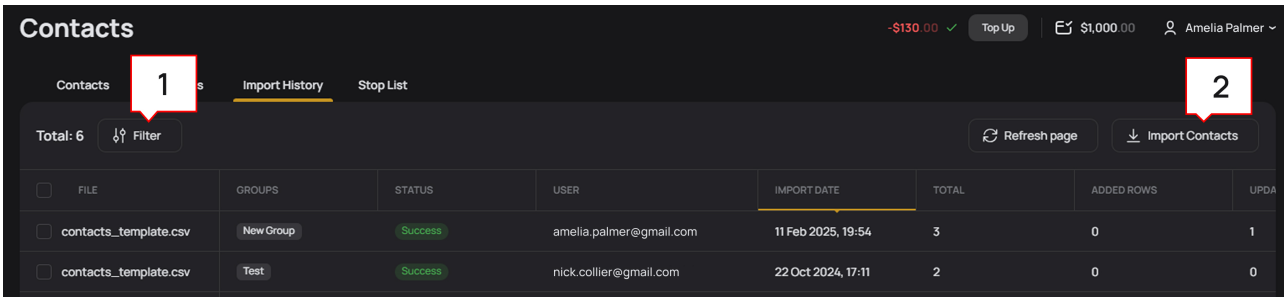 Contacts
-$130.00
Top Up
$1,000.00
Amelia Palmer
Contacts
Import History
Stop List
1
2
Total: 6
Filter
Refresh page
Import Contacts
FILE GROUPS STATUS USER IMPORT DATE TOTAL ADDED ROWS UPDA
contacts_template.csv New Group Success amelia.palmer@gmail.com 11 Feb 2025, 19:54 3 0 1
contacts_template.csv Test Success nick.collier@gmail.com 22 Oct 2024, 17:11 2 0 0